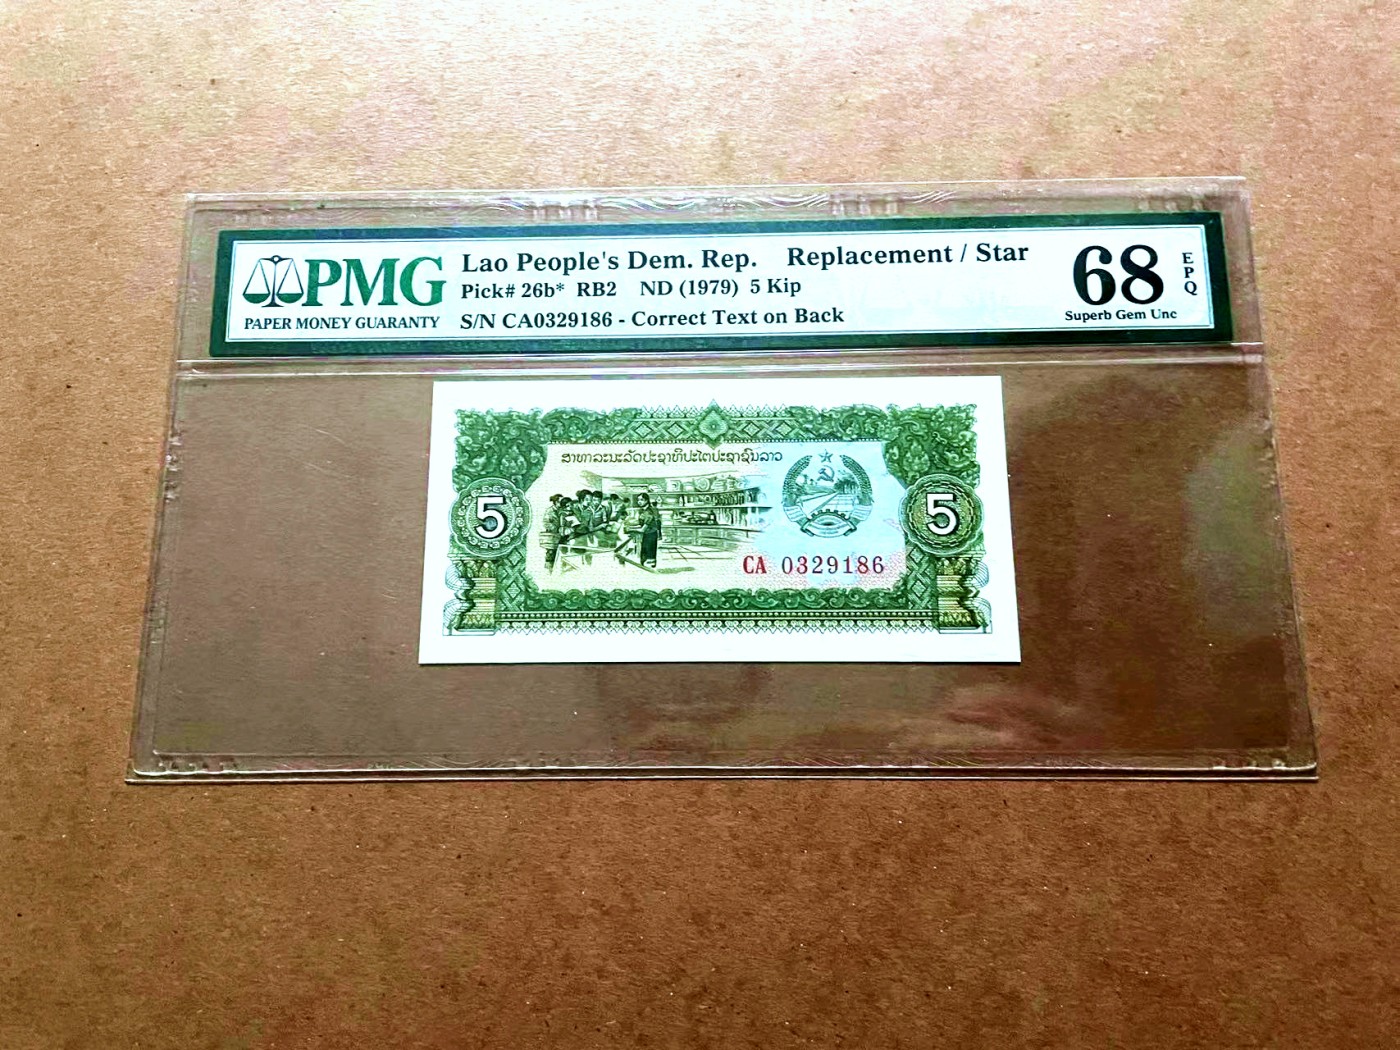 PMG
PAPER MONEY GUARANTY
Lao People's Dem. Rep. Replacement / Star
Pick# 26b* RB2 ND (1979) 5 Kip
S/N CA0329186 - Correct Text on Back
68
Superb Gem Unc
EPQ
ສາທາລະນະລັດປະຊາທິປະໄຕປະຊາຊົນລາວ
5
5
CA 0329186